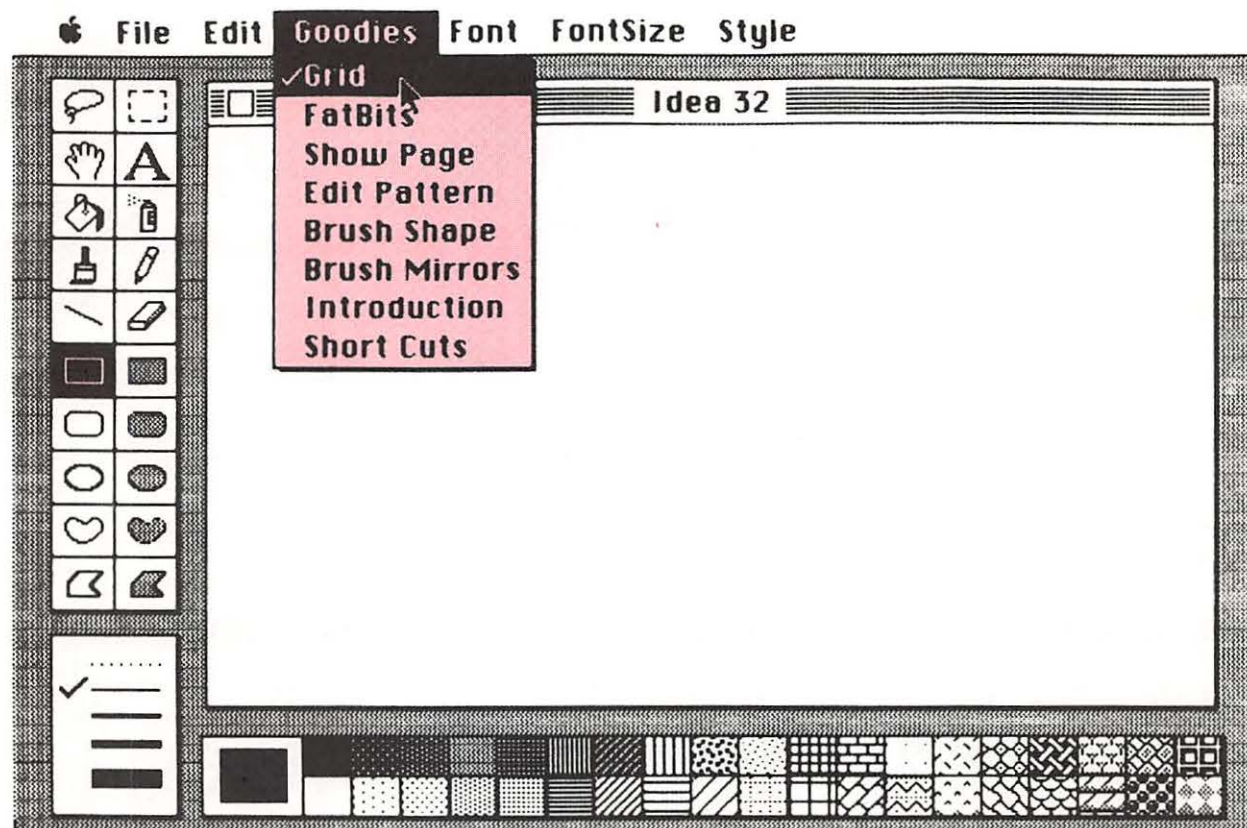 File Edit Goodies Font FontSize Style
✓Grid
FatBits
Show Page
Edit Pattern
Brush Shape
Brush Mirrors
Introduction
Short Cuts
Idea 32
A